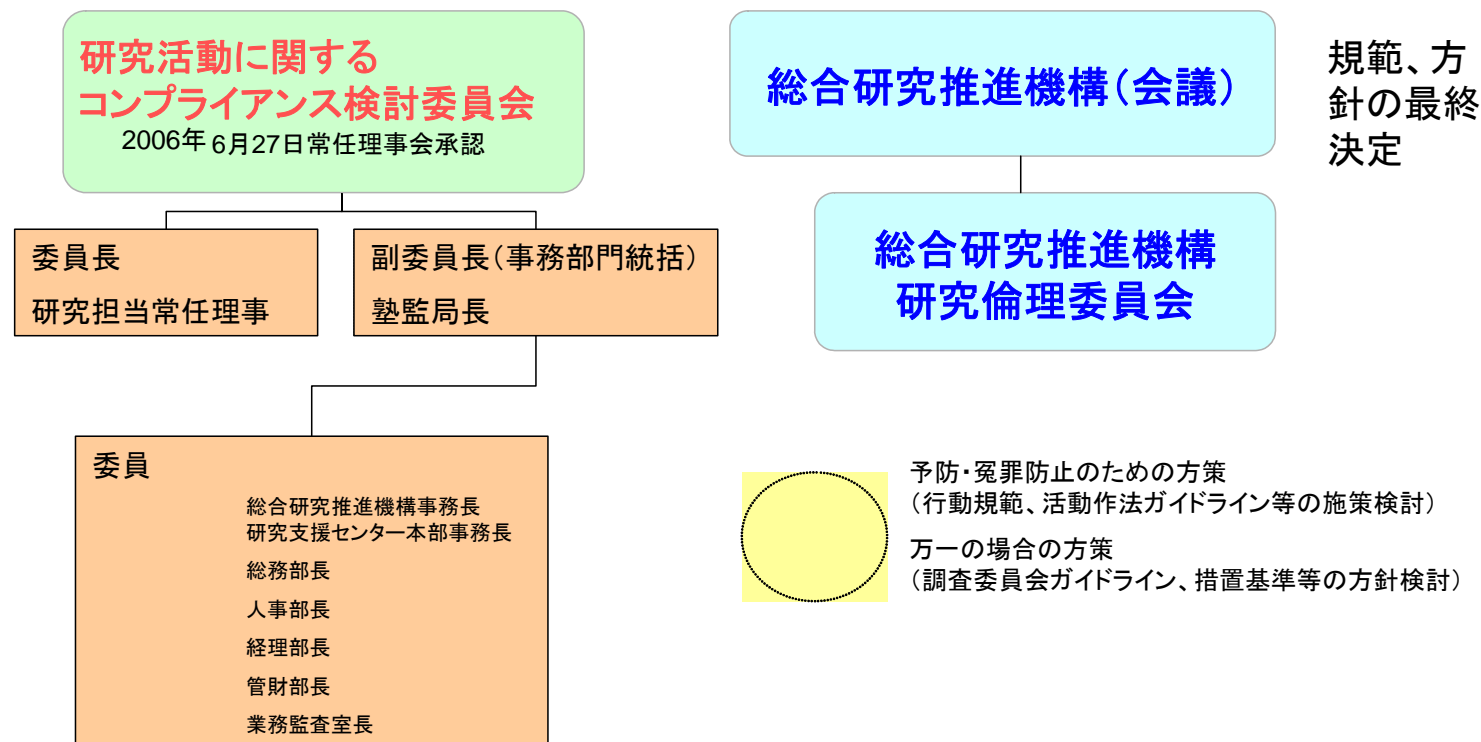 研究活動に関する
コンプライアンス検討委員会
2006年 6月27日常任理事会承認
委員長
研究担当常任理事
副委員長(事務部門統括)
塾監局長
委員
総合研究推進機構事務長
研究支援センター本部事務長
総務部長
人事部長
経理部長
管財部長
業務監査室長
総合研究推進機構(会議)
規範、方
針の最終
決定
総合研究推進機構
研究倫理委員会
予防・冤罪防止のための方策
(行動規範、活動作法ガイドライン等の施策検討)
万一の場合の方策
(調査委員会ガイドライン、措置基準等の方針検討)